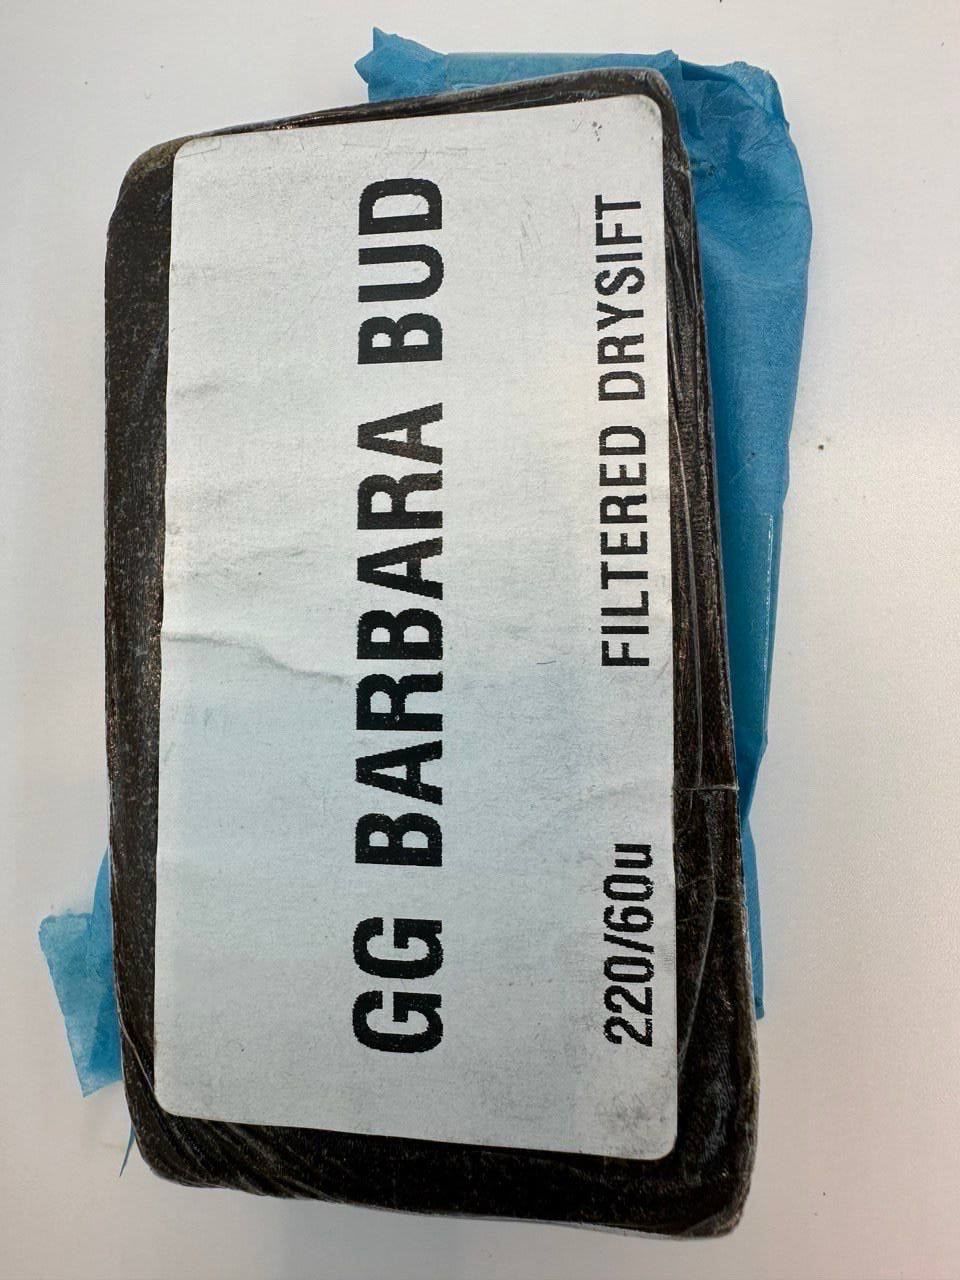 GG BARBARA BUD
220/60u FILTERED DRYSIFT